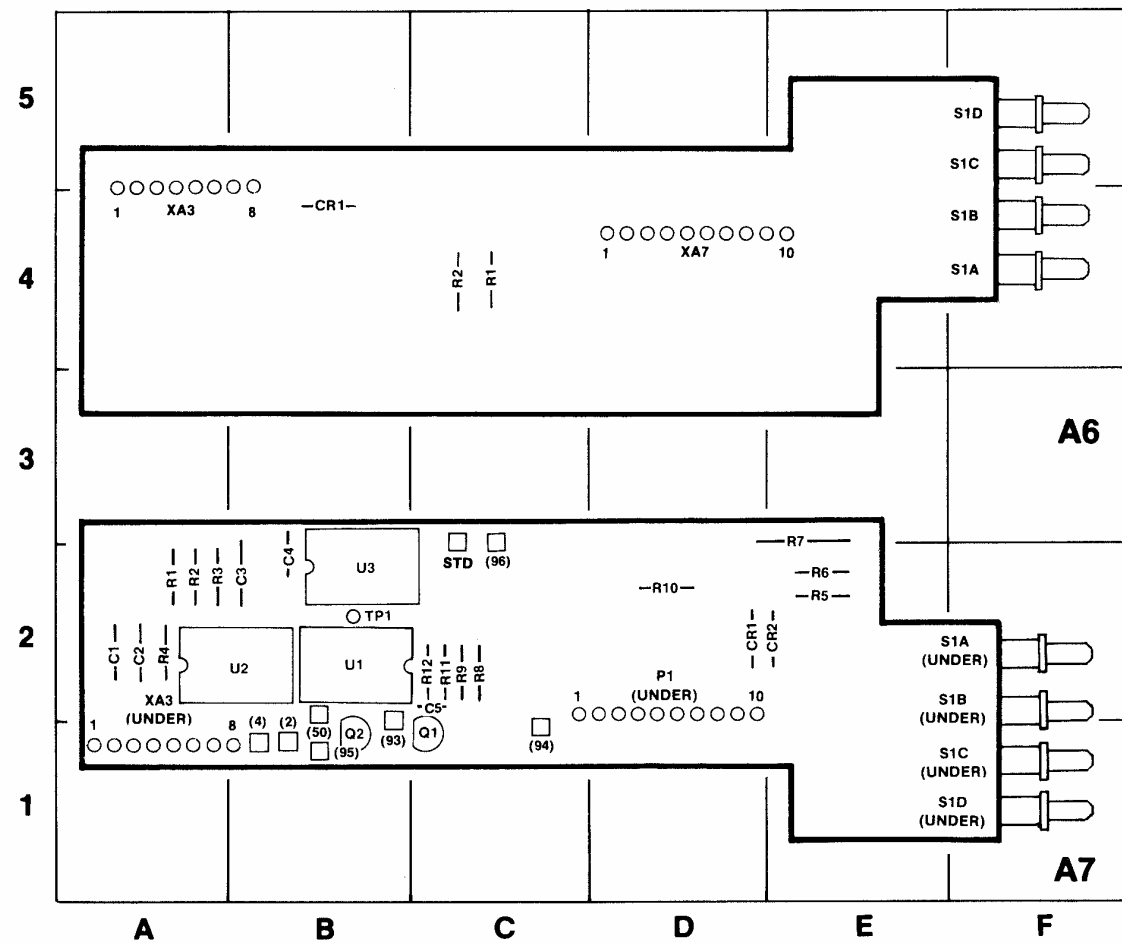 5
S1D
S1C
1 XA3 8
CR1
S1B
1 XA7 10
S1A
4
R2
R1
A6
3
R7
C4
U3
STD
(96)
R1
R2
R3
C3
R6
R10
R5
TP1
2
C1
C2
R4
U2
U1
R12
R11
R9
R8
CR1
CR2
S1A
(UNDER)
XA3
(UNDER)
1 8
C5
P1
(UNDER)
1 10
S1B
(UNDER)
(4)
(2)
(50)
Q2
(95)
(93)
Q1
(94)
S1C
(UNDER)
1
S1D
(UNDER)
A7
A B C D E F